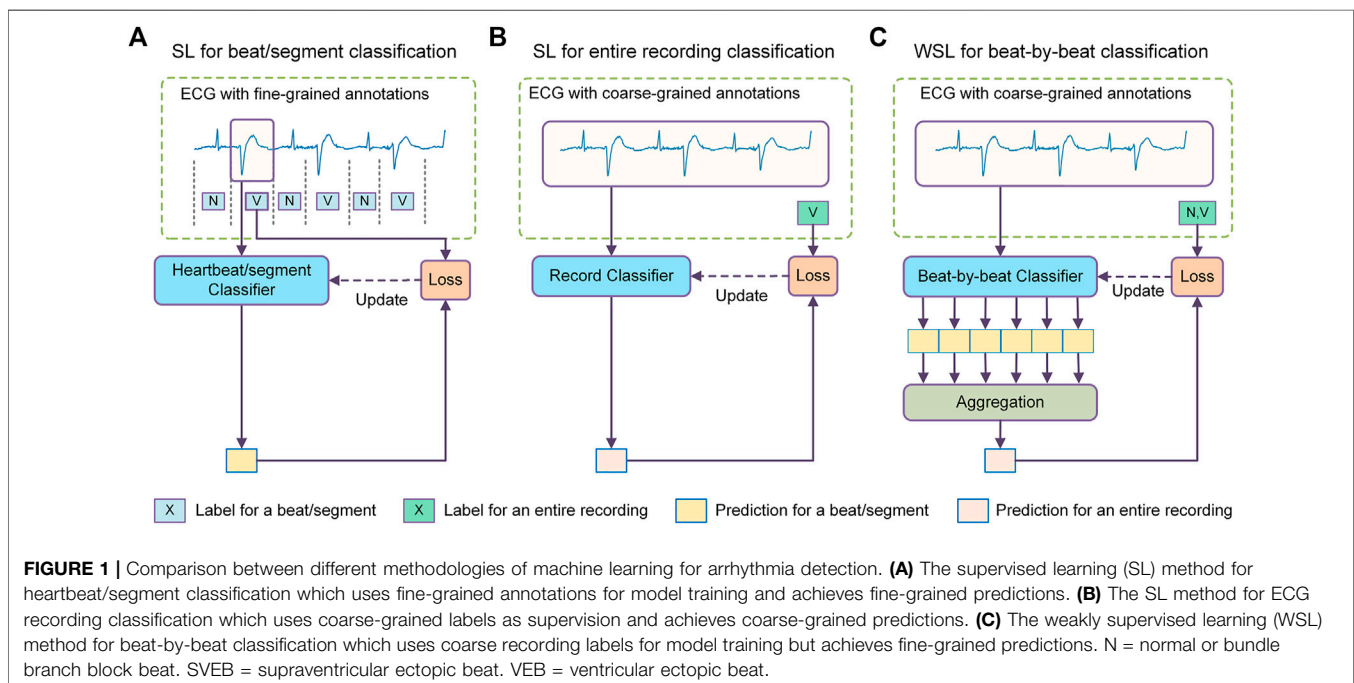 A SL for beat/segment classification
ECG with fine-grained annotations
N V N V N V
Heartbeat/segment
Classifier
Update
Loss
B SL for entire recording classification
ECG with coarse-grained annotations
V
Record Classifier
Update
Loss
C WSL for beat-by-beat classification
ECG with coarse-grained annotations
N,V
Beat-by-beat Classifier
Update
Loss
Aggregation
X Label for a beat/segment
X Label for an entire recording
Prediction for a beat/segment
Prediction for an entire recording
FIGURE 1 | Comparison between different methodologies of machine learning for arrhythmia detection. (A) The supervised learning (SL) method for
heartbeat/segment classification which uses fine-grained annotations for model training and achieves fine-grained predictions. (B) The SL method for ECG
recording classification which uses coarse-grained labels as supervision and achieves coarse-grained predictions. (C) The weakly supervised learning (WSL)
method for beat-by-beat classification which uses coarse recording labels for model training but achieves fine-grained predictions. N = normal or bundle
branch block beat. SVEB = supraventricular ectopic beat. VEB = ventricular ectopic beat.